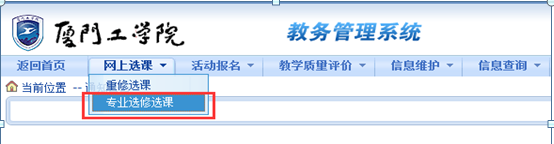 厦門工学院 教务管理系统
返回首页 网上选课 活动报名 教学质量评价 信息维护 信息查询
重修选课
当前位置 --
专业选修选课